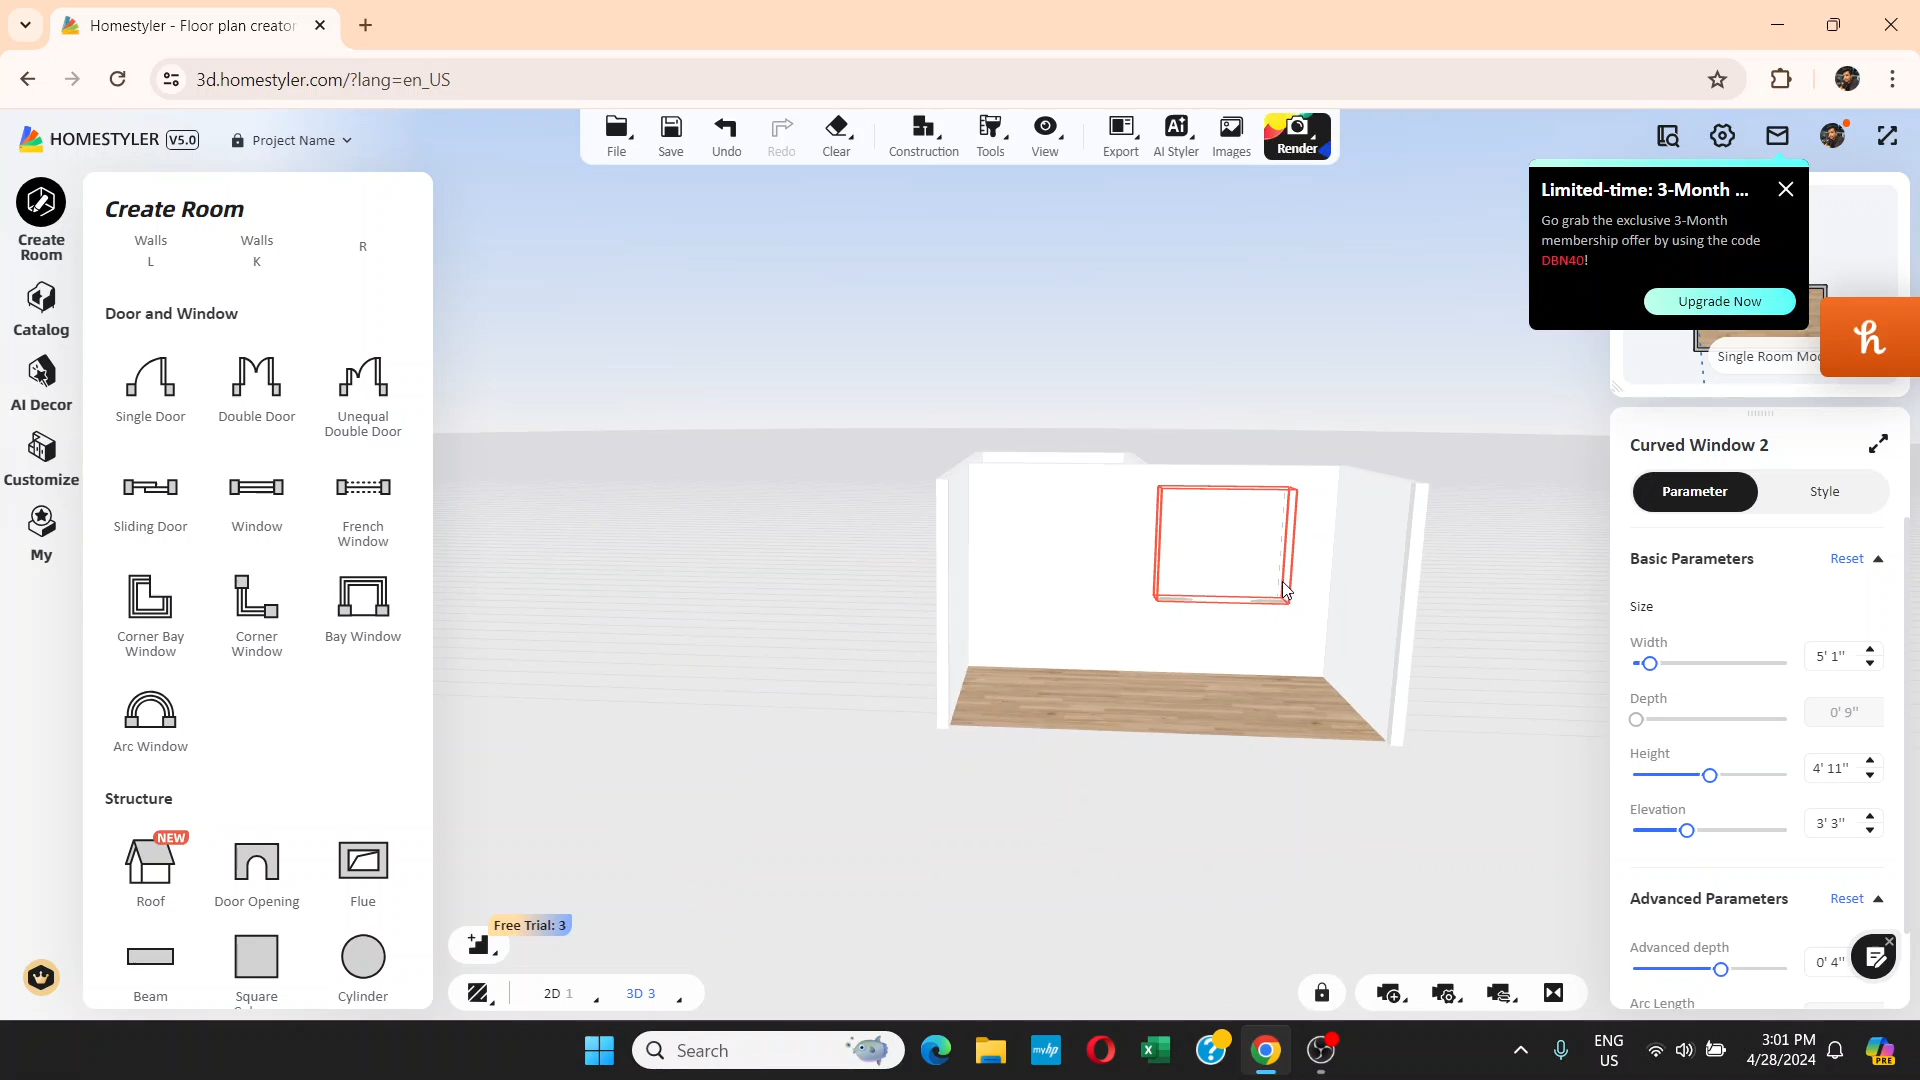 Homestyler - Floor plan creator
3d.homestyler.com/?lang=en_US
HOMESTYLER V5.0
Project Name
File
Save
Undo
Redo
Clear
Construction
Tools
View
Export
AI Styler
Images
Render
Create
Room
Catalog
AI Decor
Customize
My
Create Room
Walls
L
Walls
K
R
Door and Window
Single Door
Double Door
Unequal
Double Door
Sliding Door
Window
French
Window
Corner Bay
Window
Corner
Window
Bay Window
Arc Window
Structure
NEW
Roof
Door Opening
Flue
Beam
Square
Cylinder
Free Trial: 3
2D 1
3D 3
Limited-time: 3-Month ...
Go grab the exclusive 3-Month
membership offer by using the code
DBN40!
Upgrade Now
Single Room Mo
Curved Window 2
Parameter
Style
Basic Parameters
Reset
Size
Width
5' 1"
Depth
0' 9"
Height
4' 11"
Elevation
3' 3"
Advanced Parameters
Reset
Advanced depth
0' 4"
Arc Length
Search
myhp
ENG
US
3:01 PM
4/28/2024
PRE